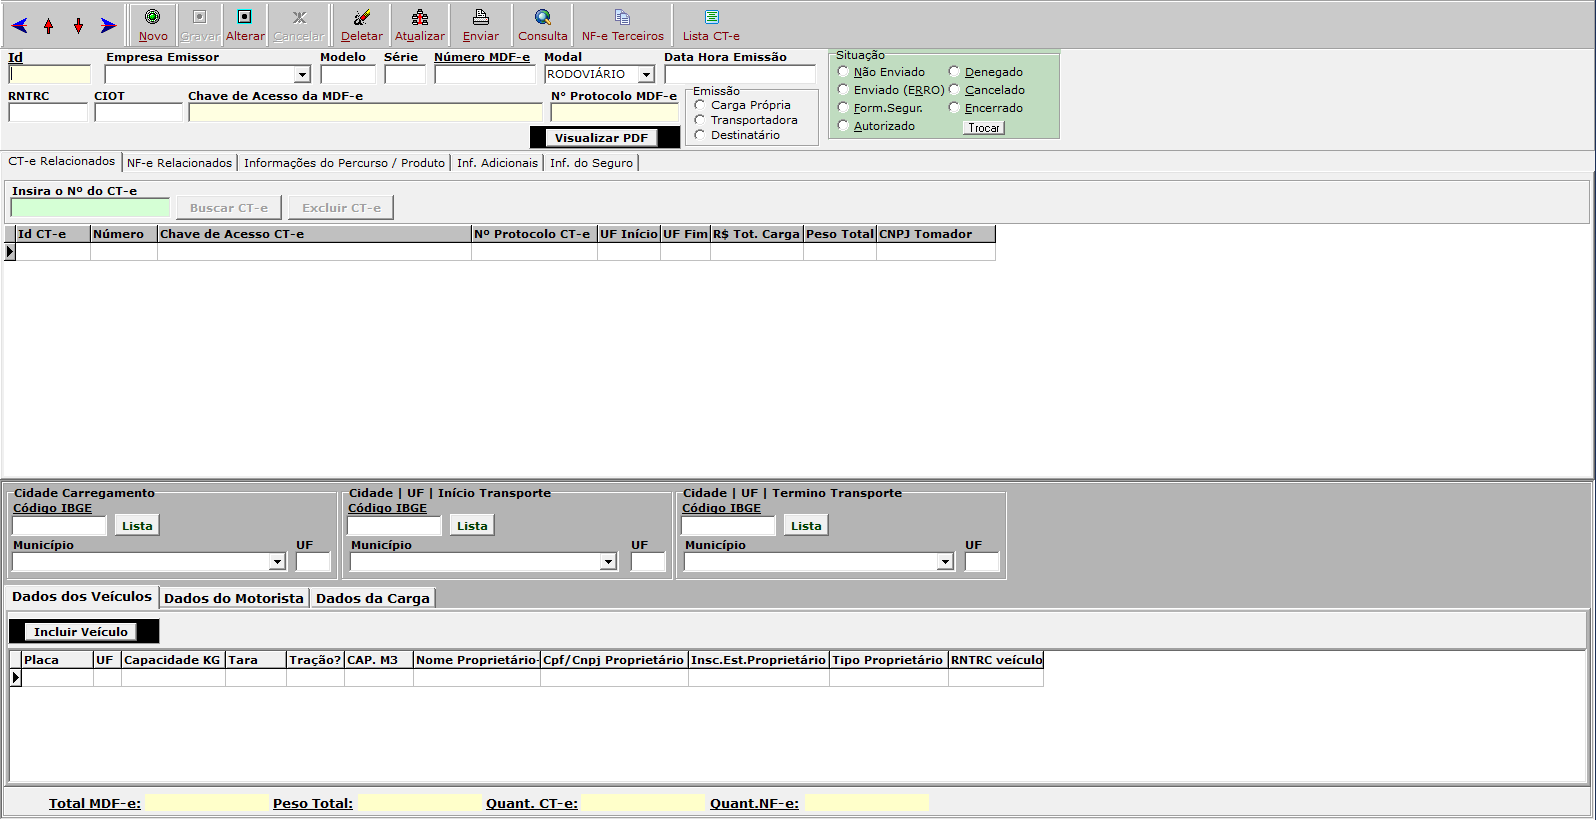 Novo Gravar Alterar Cancelar Deletar Atualizar Enviar Consulta NF-e Terceiros Lista CT-e
Id Empresa Emissor Modelo Série Número MDF-e Modal Data Hora Emissão
RODOVIÁRIO
RNTRC CIOT Chave de Acesso da MDF-e N° Protocolo MDF-e
Visualizar PDF
Emissão
Carga Própria
Transportadora
Destinatário
Situação
Não Enviado Denegado
Enviado (ERRO) Cancelado
Form.Segur. Encerrado
Autorizado Trocar
CT-e Relacionados NF-e Relacionados Informações do Percurso / Produto Inf. Adicionais Inf. do Seguro
Insira o Nº do CT-e
Buscar CT-e Excluir CT-e
Id CT-e Número Chave de Acesso CT-e Nº Protocolo CT-e UF Início UF Fim R$ Tot. Carga Peso Total CNPJ Tomador
Cidade Carregamento
Código IBGE
Lista
Município UF
Cidade | UF | Início Transporte
Código IBGE
Lista
Município UF
Cidade | UF | Termino Transporte
Código IBGE
Lista
Município UF
Dados dos Veículos Dados do Motorista Dados da Carga
Incluir Veículo
Placa UF Capacidade KG Tara Tração? CAP. M3 Nome Proprietário- Cpf/Cnpj Proprietário Insc.Est.Proprietário Tipo Proprietário RNTRC veículo
Total MDF-e: Peso Total: Quant. CT-e: Quant.NF-e: